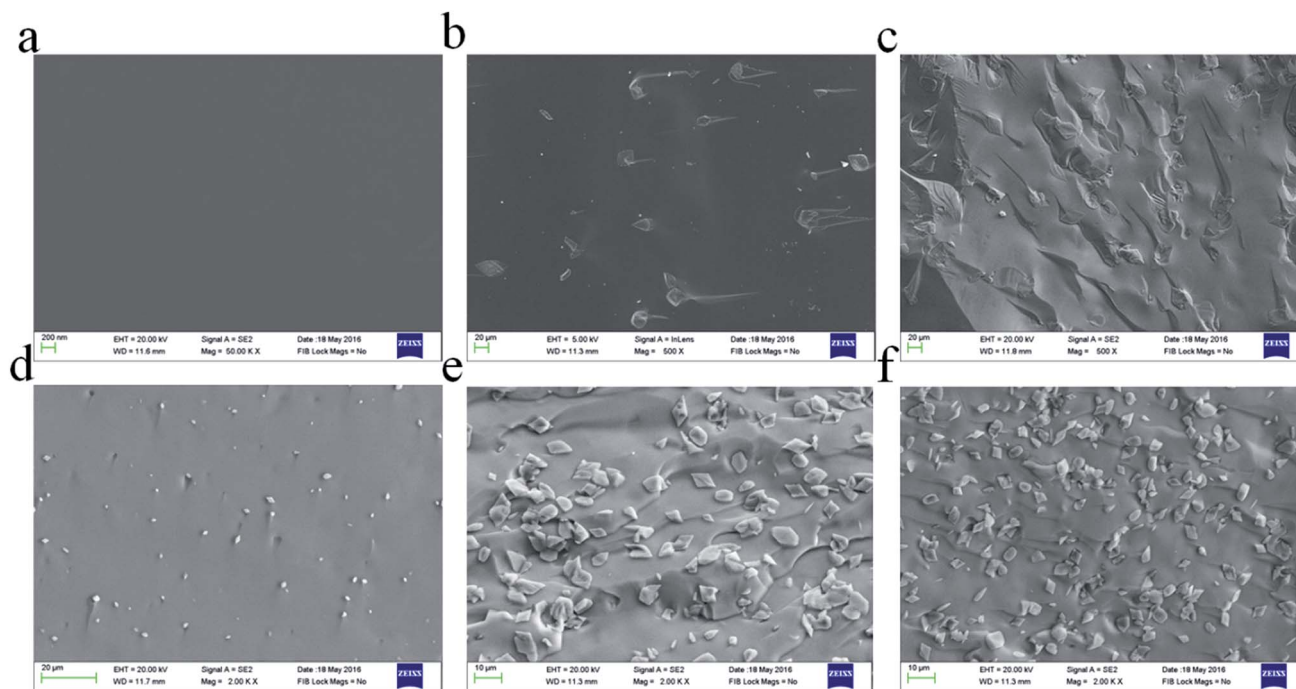 a
b
c
200 nm EHT = 20.00 kV Signal A = SE2 Date :18 May 2016 ZEISS
WD = 11.6 mm Mag = 50.00 K X FIB Lock Mags = No
20 µm EHT = 5.00 kV Signal A = InLens Date :18 May 2016 ZEISS
WD = 11.3 mm Mag = 500 X FIB Lock Mags = No
20 µm EHT = 20.00 kV Signal A = SE2 Date :18 May 2016 ZEISS
WD = 11.8 mm Mag = 500 X FIB Lock Mags = No
d
e
f
20 µm EHT = 20.00 kV Signal A = SE2 Date :18 May 2016 ZEISS
WD = 11.7 mm Mag = 2.00 K X FIB Lock Mags = No
10 µm EHT = 20.00 kV Signal A = SE2 Date :18 May 2016 ZEISS
WD = 11.3 mm Mag = 2.00 K X FIB Lock Mags = No
10 µm EHT = 20.00 kV Signal A = SE2 Date :18 May 2016 ZEISS
WD = 11.3 mm Mag = 2.00 K X FIB Lock Mags = No